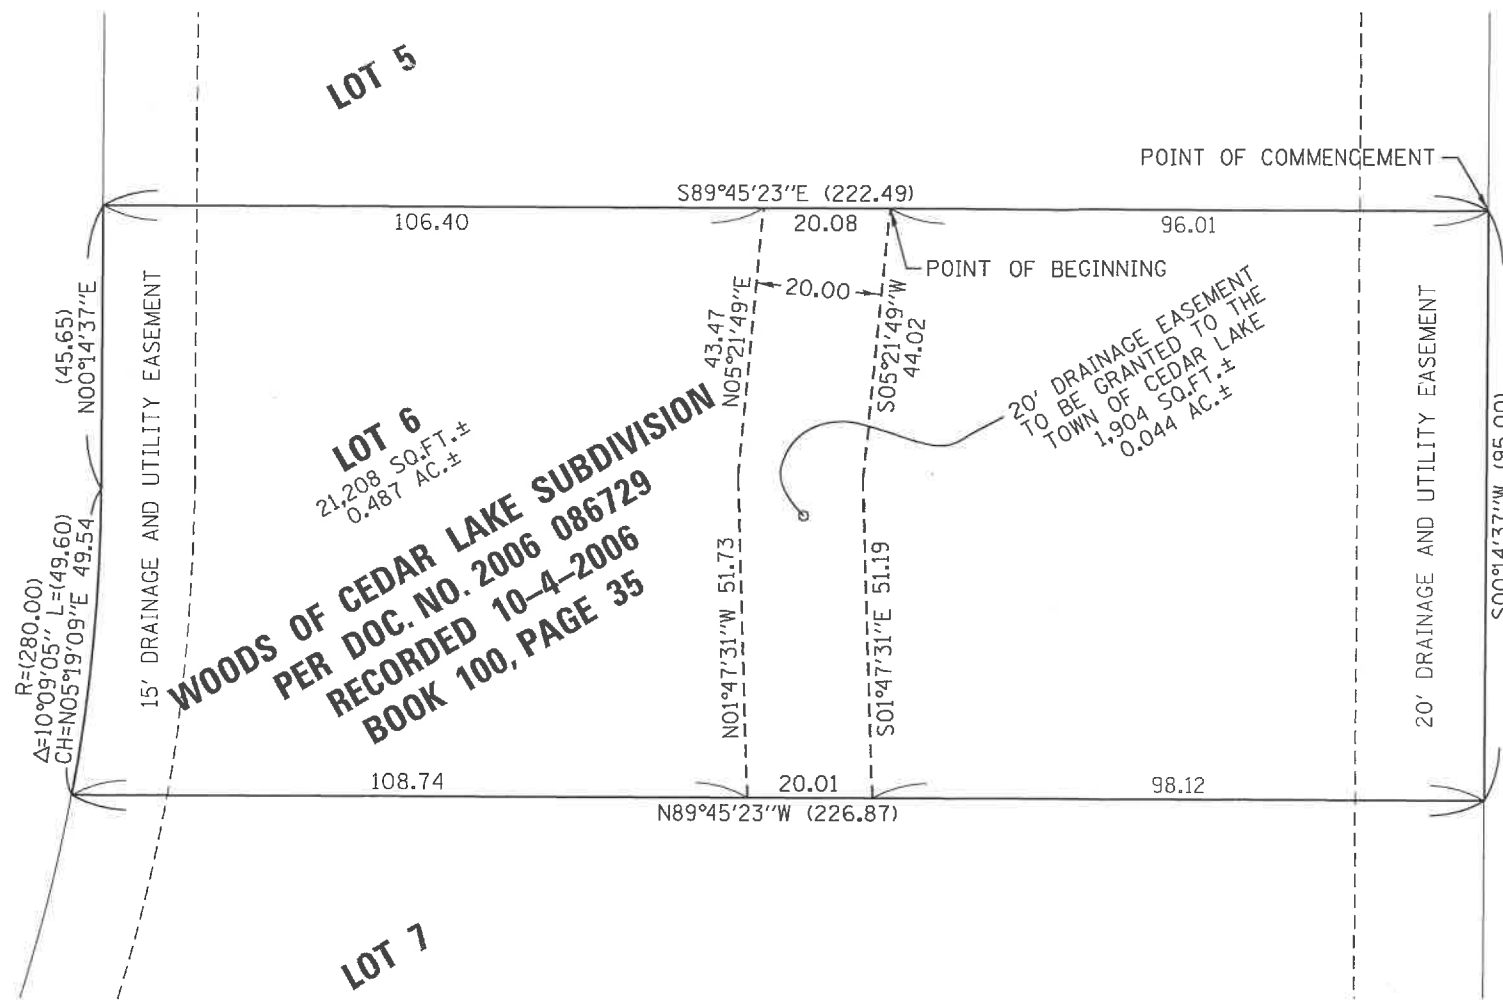 LOT 5
POINT OF COMMENCEMENT
S89°45'23"E (222.49)
106.40
20.08
96.01
POINT OF BEGINNING
20.00
(45.65)
N00°14'37"E
15' DRAINAGE AND UTILITY EASEMENT
43.47
N05°21'49"E
S05°21'49"W
44.02
20' DRAINAGE EASEMENT
TO BE GRANTED TO THE
TOWN OF CEDAR LAKE
1,904 SQ.FT.±
0.044 AC.±
20' DRAINAGE AND UTILITY EASEMENT
S00°14'37"W (95.00)
LOT 6
21,208 SQ.FT.±
0.487 AC.±
WOODS OF CEDAR LAKE SUBDIVISION
PER DOC. NO. 2006 086729
RECORDED 10-4-2006
BOOK 100, PAGE 35
R=(280.00)
Δ=10°09'05" L=(49.60)
CH=N05°19'09"E 49.54
N01°47'31"W 51.73
S01°47'31"E 51.19
108.74
20.01
98.12
N89°45'23"W (226.87)
LOT 7